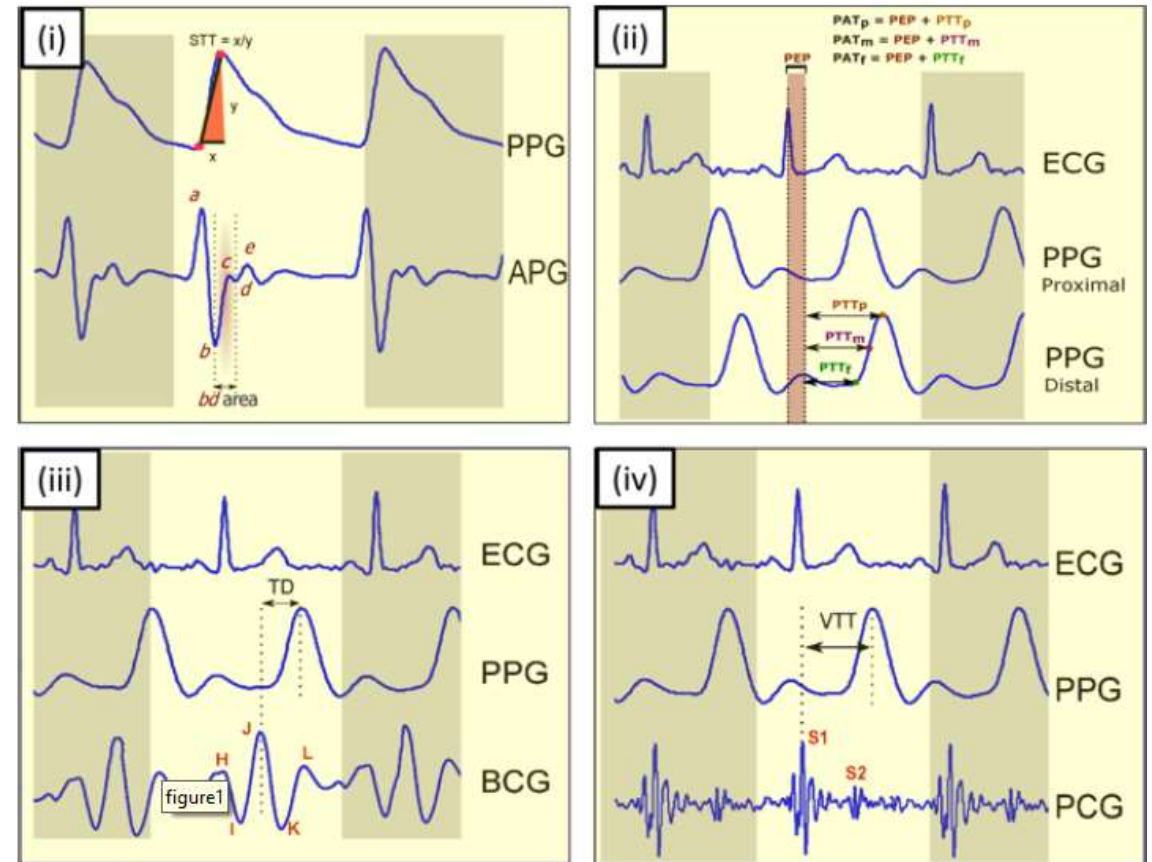 (i)
STT = x/y
y
x
PPG
a
c
e
d
APG
b
bd area
(ii)
PATp = PEP + PTTp
PATm = PEP + PTTm
PATf = PEP + PTTf
PEP
ECG
PPG
Proximal
PTTp
PTTm
PTTf
PPG
Distal
(iii)
ECG
TD
PPG
J
H
L
BCG
figure1
I
K
(iv)
ECG
VTT
PPG
S1
S2
PCG